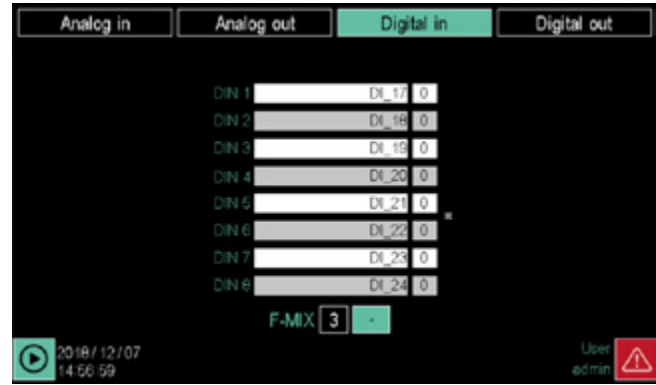 Analog in Analog out Digital in Digital out
DIN 1 DI_17 0
DIN 2 DI_18 0
DIN 3 DI_19 0
DIN 4 DI_20 0
DIN 5 DI_21 0
DIN 6 DI_22 0
DIN 7 DI_23 0
DIN 8 DI_24 0
F-MIX 3 -
2018/12/07 User
14:56:59 admin